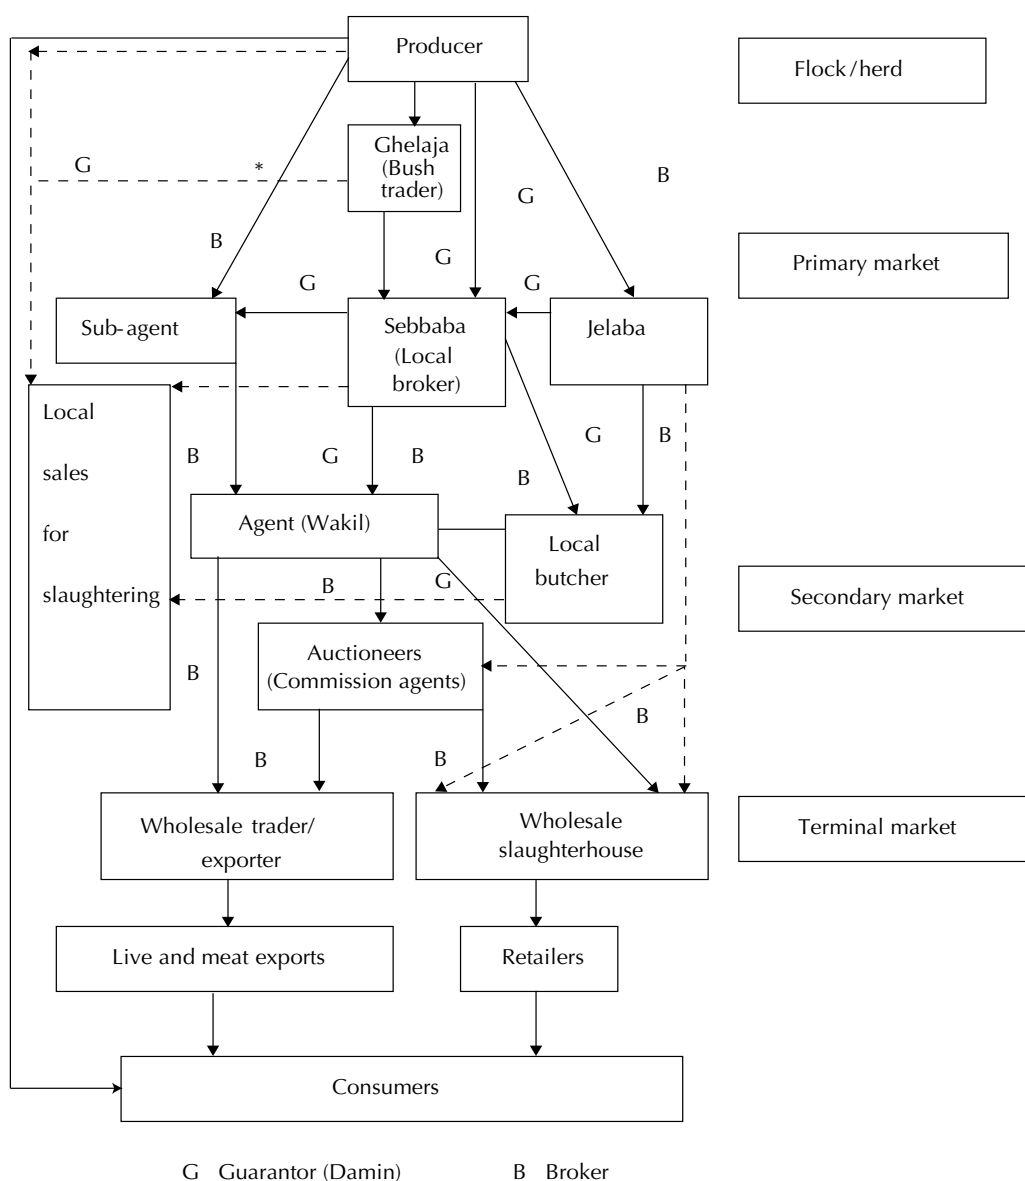 Producer
Flock/herd
Ghelaja
(Bush
trader)
G
*
B
G
B
G
Primary market
G
G
Sub-agent
Sebbaba
(Local
broker)
Jelaba
Local
sales
for
slaughtering
B
G
B
G
B
B
Agent (Wakil)
Local
butcher
B
G
Secondary market
Auctioneers
(Commission agents)
B
B
B
B
Wholesale trader/
exporter
Wholesale
slaughterhouse
Terminal market
Live and meat exports
Retailers
Consumers
G Guarantor (Damin)
B Broker